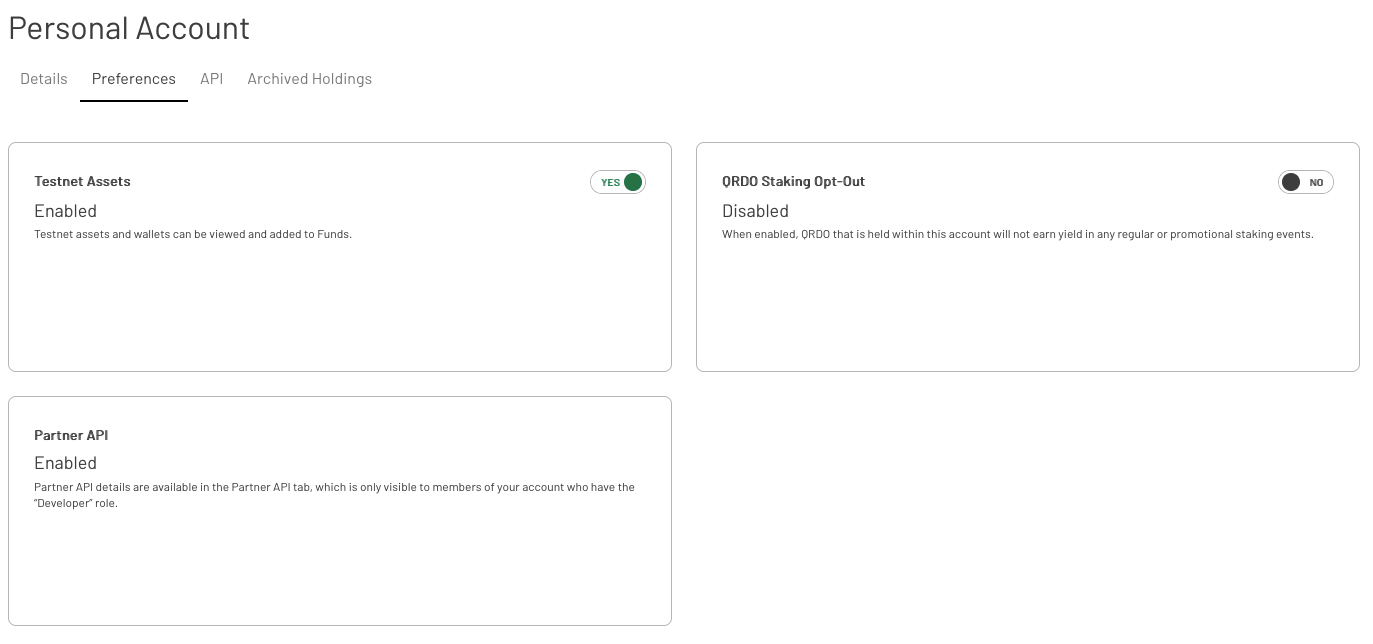 Personal Account
Details Preferences API Archived Holdings
Testnet Assets YES
Enabled
Testnet assets and wallets can be viewed and added to Funds.
QRDO Staking Opt-Out NO
Disabled
When enabled, QRDO that is held within this account will not earn yield in any regular or promotional staking events.
Partner API
Enabled
Partner API details are available in the Partner API tab, which is only visible to members of your account who have the
“Developer” role.